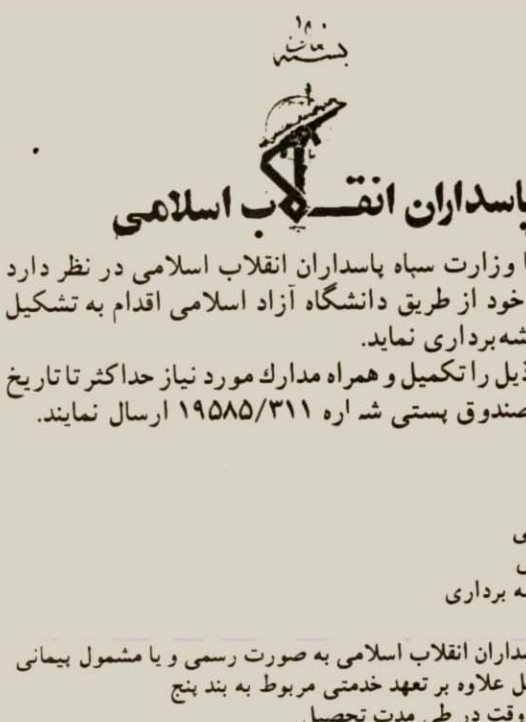 بسمه تعالی
پاسداران انقلاب اسلامی
وزارت سپاه پاسداران انقلاب اسلامی در نظر دارد
خود از طریق دانشگاه آزاد اسلامی اقدام به تشکیل
برداری نماید.
ذیل را تکمیل و همراه مدارك مورد نیاز حداکثر تا تاریخ
صندوق پستی شماره ۱۹۵۸۵/۳۱۱ ارسال نمایند.
برداری
انقلاب اسلامی به صورت رسمی و یا مشمول پیمانی
علاوه بر تعهد خدمتی مربوط به بند پنج
وقت در طی مدت تحصیل